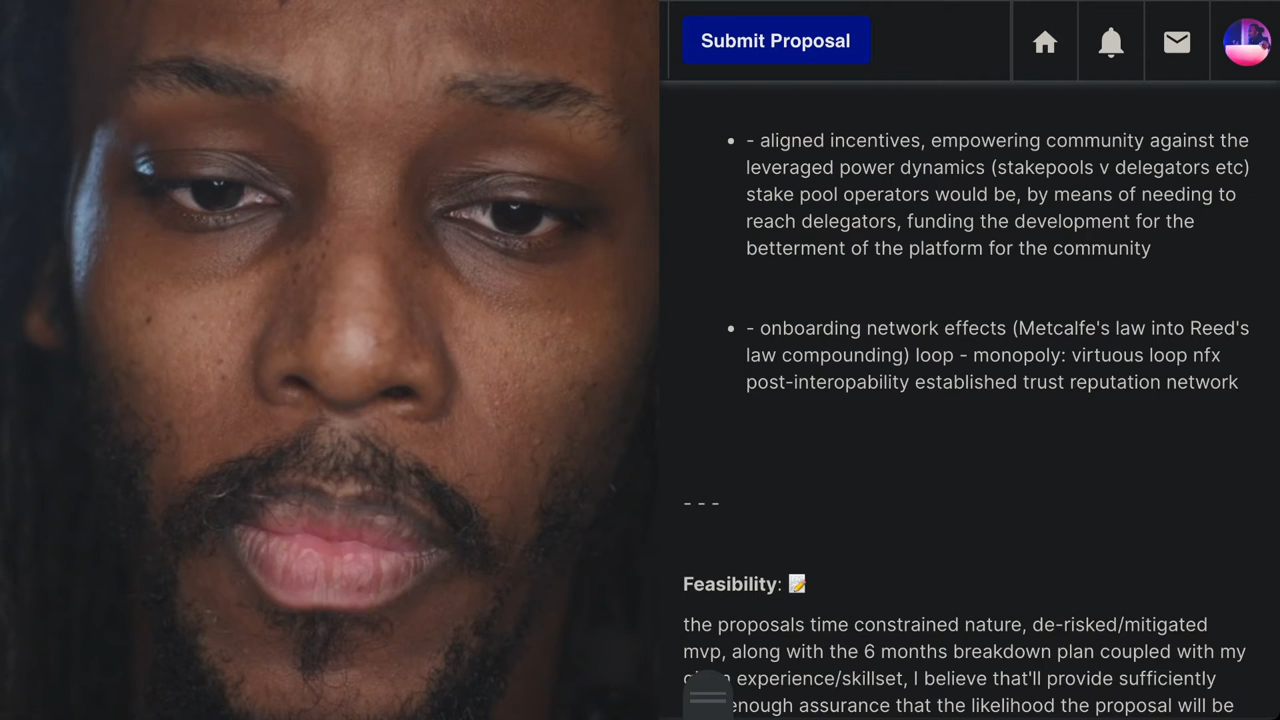 Submit Proposal
- aligned incentives, empowering community against the
leveraged power dynamics (stakepools v delegators etc)
stake pool operators would be, by means of needing to
reach delegators, funding the development for the
betterment of the platform for the community
- onboarding network effects (Metcalfe's law into Reed's
law compounding) loop - monopoly: virtuous loop nfx
post-interopability established trust reputation network
- - -
Feasibility: 📝
the proposals time constrained nature, de-risked/mitigated
mvp, along with the 6 months breakdown plan coupled with my
experience/skillset, I believe that'll provide sufficiently
enough assurance that the likelihood the proposal will be